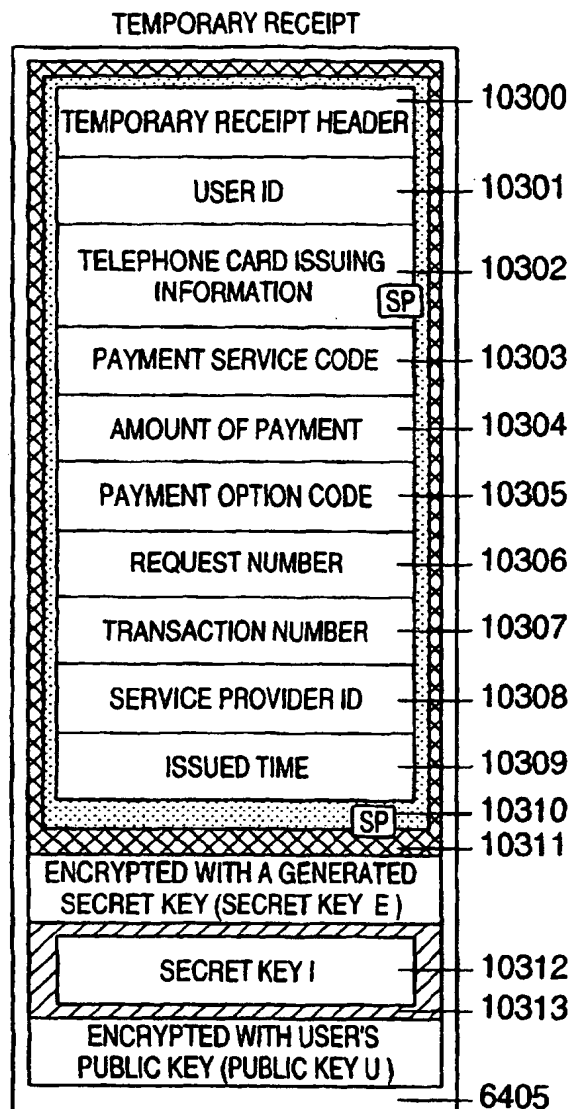 TEMPORARY RECEIPT
TEMPORARY RECEIPT HEADER 10300
USER ID 10301
TELEPHONE CARD ISSUING
INFORMATION 10302
SP
PAYMENT SERVICE CODE 10303
AMOUNT OF PAYMENT 10304
PAYMENT OPTION CODE 10305
REQUEST NUMBER 10306
TRANSACTION NUMBER 10307
SERVICE PROVIDER ID 10308
ISSUED TIME 10309
SP 10310
10311
ENCRYPTED WITH A GENERATED
SECRET KEY (SECRET KEY E)
SECRET KEY I 10312
10313
ENCRYPTED WITH USER'S
PUBLIC KEY (PUBLIC KEY U)
6405